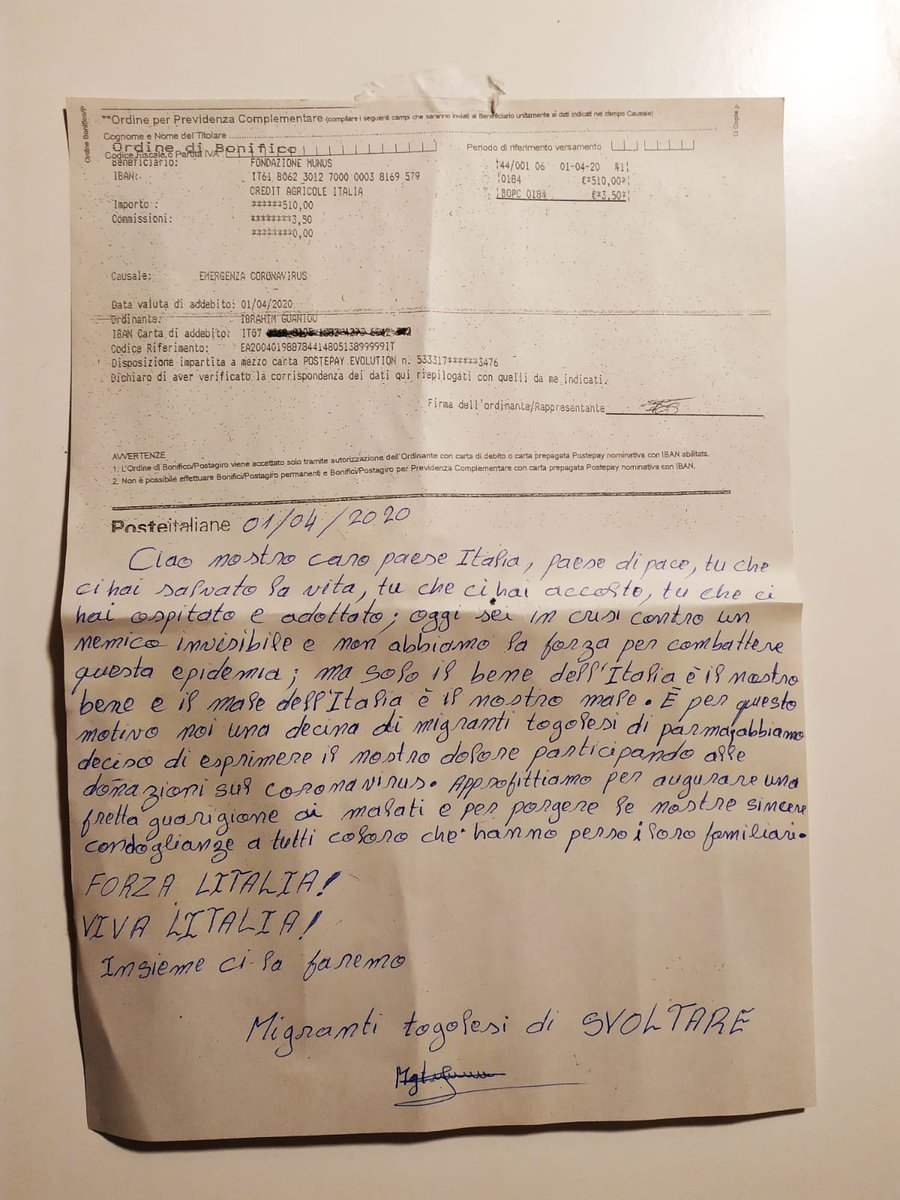 **Ordine per Previdenza Complementare (compilare i seguenti campi che saranno inviati al Beneficiario unitamente ai dati indicati nel campo Causale)
Cognome e Nome del Titolare
Periodo di riferimento versamento
Ordine di Bonifico
Codice Fiscale o Partita IVA
Beneficiario: FONDAZIONE MUNUS
IBAN: IT61 8062 3012 7000 0003 8169 579
CREDIT AGRICOLE ITALIA
44/001 06 01-04-20
0184 €*510,00*
BOPC 0184 €*3,50*
Importo : ******510,00
Commissioni: ********3,50
********0,00
Causale: EMERGENZA CORONAVIRUS
Data valuta di addebito: 01/04/2020
Ordinante: IBRAHIM GUANIOU
IBAN Carta di addebito: ITG7
Codice Riferimento: EA20040198878441480513899999IT
Disposizione impartita a mezzo carta POSTEPAY EVOLUTION n. 533317******3476
Dichiaro di aver verificato la corrispondenza dei dati qui riepilogati con quelli da me indicati.
Firma dell'ordinante/Rappresentante
AVVERTENZE
1. L'Ordine di Bonifico/Postagiro viene accettato solo tramite autorizzazione dell'Ordinante con carta di debito o carta prepagata Postepay nominativa con IBAN abilitata.
2. Non è possibile effettuare Bonifici/Postagiro permanenti e Bonifici/Postagiro per Previdenza Complementare con carta prepagata Postepay nominativa con IBAN.
Posteitaliane 01/04/2020
Ciao nostro caro paese Italia, paese di pace, tu che
ci hai salvato la vita, tu che ci hai accolto, tu che ci
hai ospitato e adottato; oggi sei in crisi contro un
nemico invisibile e non abbiamo la forza per combattere
questa epidemia; ma solo il bene dell'Italia è il nostro
bene e il male dell'Italia è il nostro male. È per questo
motivo noi una decina di migranti togolesi di parma, abbiamo
deciso di esprimere il nostro dolore participando alle
donazioni sul coronavirus. Approfittiamo per augurare una
fretta guarigione ai malati e per porgere le nostre sincere
condoglianze a tutti coloro che hanno perso i loro familiari.
FORZA LITALIA!
VIVA LITALIA!
Insieme ci la faremo
Migranti togolesi di SVOLTARE